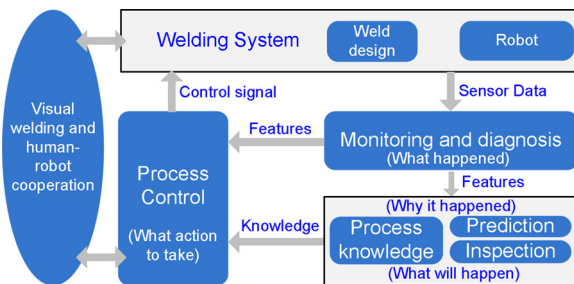 Welding System
Weld
design
Robot
Control signal
Sensor Data
Visual
welding and
human-
robot
cooperation
Process
Control
(What action
to take)
Features
Monitoring and diagnosis
(What happened)
Features
Knowledge
(Why it happened)
Process
knowledge
Prediction
Inspection
(What will happen)